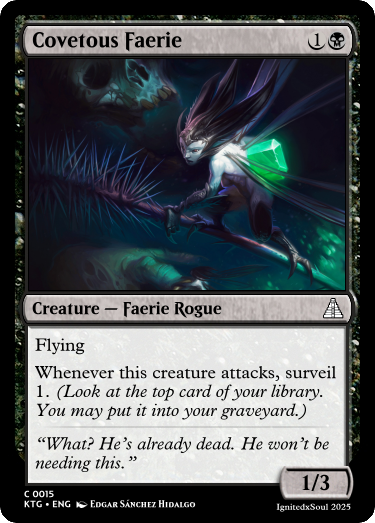 Covetous Faerie 1
Creature — Faerie Rogue
Flying
Whenever this creature attacks, surveil
1. (Look at the top card of your library.
You may put it into your graveyard.)
“What? He’s already dead. He won’t be
needing this.”
1/3
C 0015
KTG • ENG Edgar Sánchez Hidalgo
IgnitedxSoul 2025